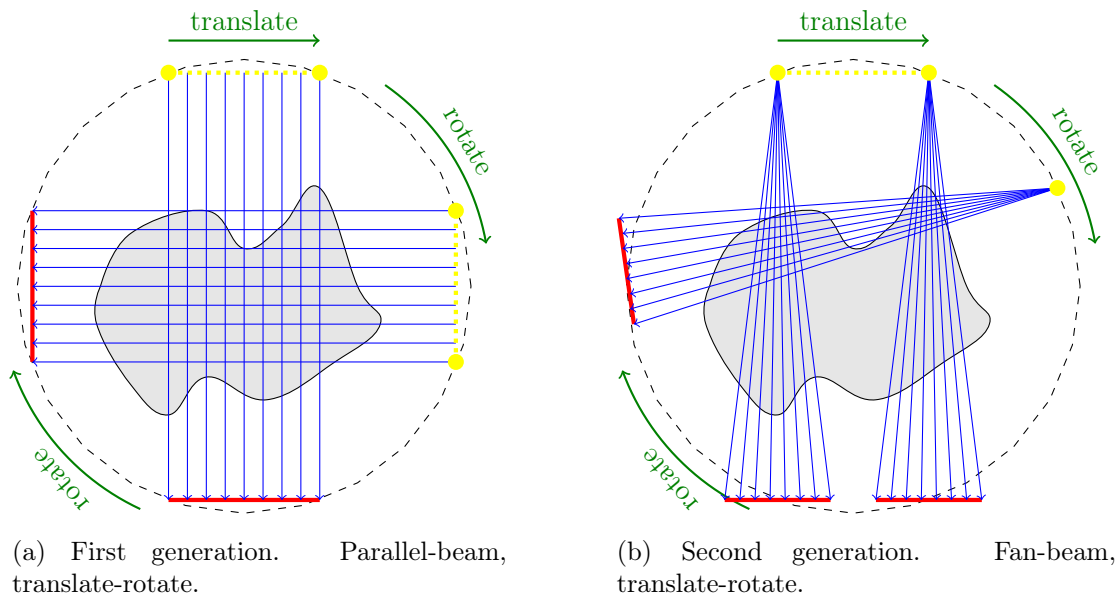 translate
rotate
rotate
(a) First generation. Parallel-beam,
translate-rotate.
translate
rotate
rotate
(b) Second generation. Fan-beam,
translate-rotate.